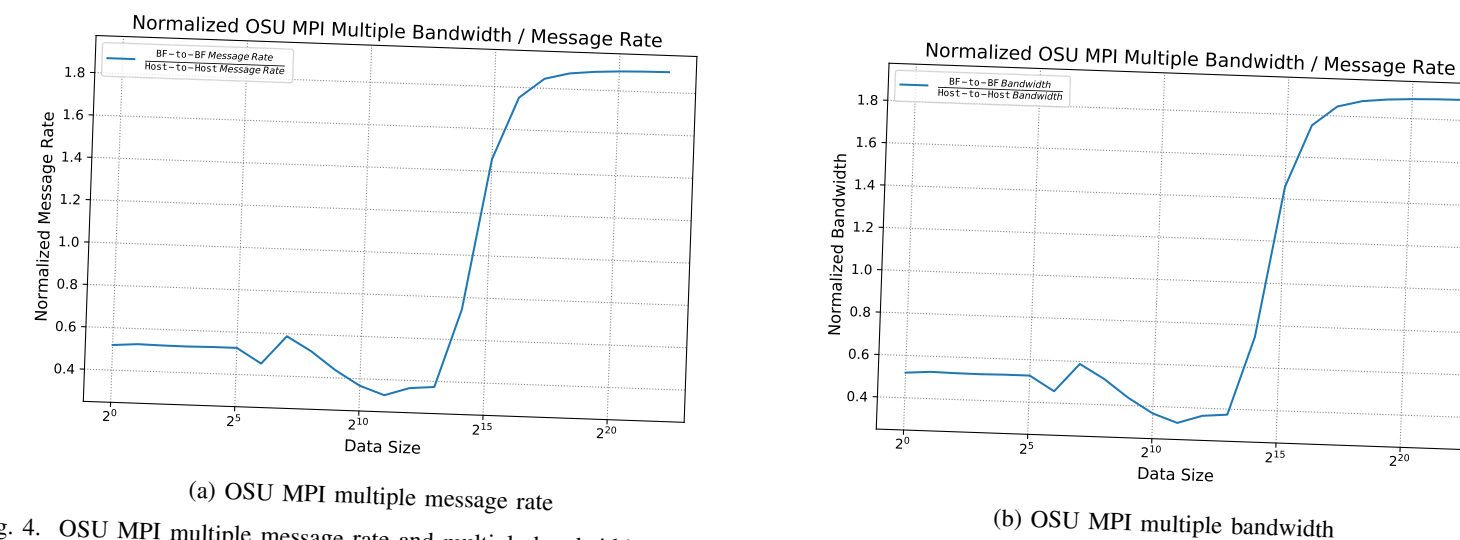 Normalized OSU MPI Multiple Bandwidth / Message Rate
BF-to-BF Message Rate
Host-to-Host Message Rate
Normalized Message Rate
1.8
1.6
1.4
1.2
1.0
0.8
0.6
0.4
2^0 2^5 2^10 2^15 2^20
Data Size
(a) OSU MPI multiple message rate
Normalized OSU MPI Multiple Bandwidth / Message Rate
BF-to-BF Bandwidth
Host-to-Host Bandwidth
Normalized Bandwidth
1.8
1.6
1.4
1.2
1.0
0.8
0.6
0.4
2^0 2^5 2^10 2^15 2^20
Data Size
(b) OSU MPI multiple bandwidth
g. 4. OSU MPI multiple message rate and multiple